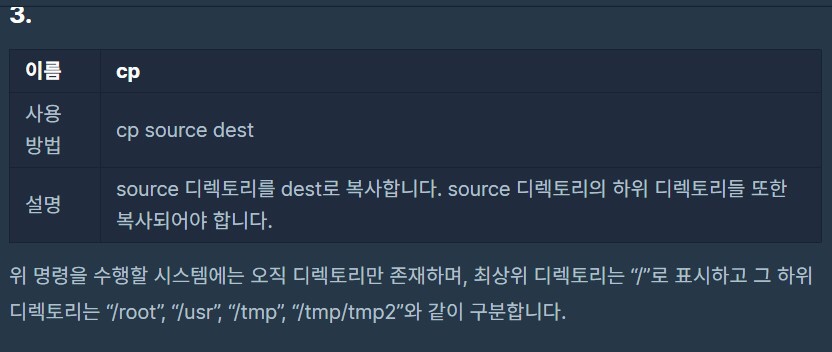 3.
이름 cp
사용
방법
cp source dest
설명
source 디렉토리를 dest로 복사합니다. source 디렉토리의 하위 디렉토리들 또한
복사되어야 합니다.
위 명령을 수행할 시스템에는 오직 디렉토리만 존재하며, 최상위 디렉토리는 “/”로 표시하고 그 하위
디렉토리는 “/root”, “/usr”, “/tmp”, “/tmp/tmp2”와 같이 구분합니다.